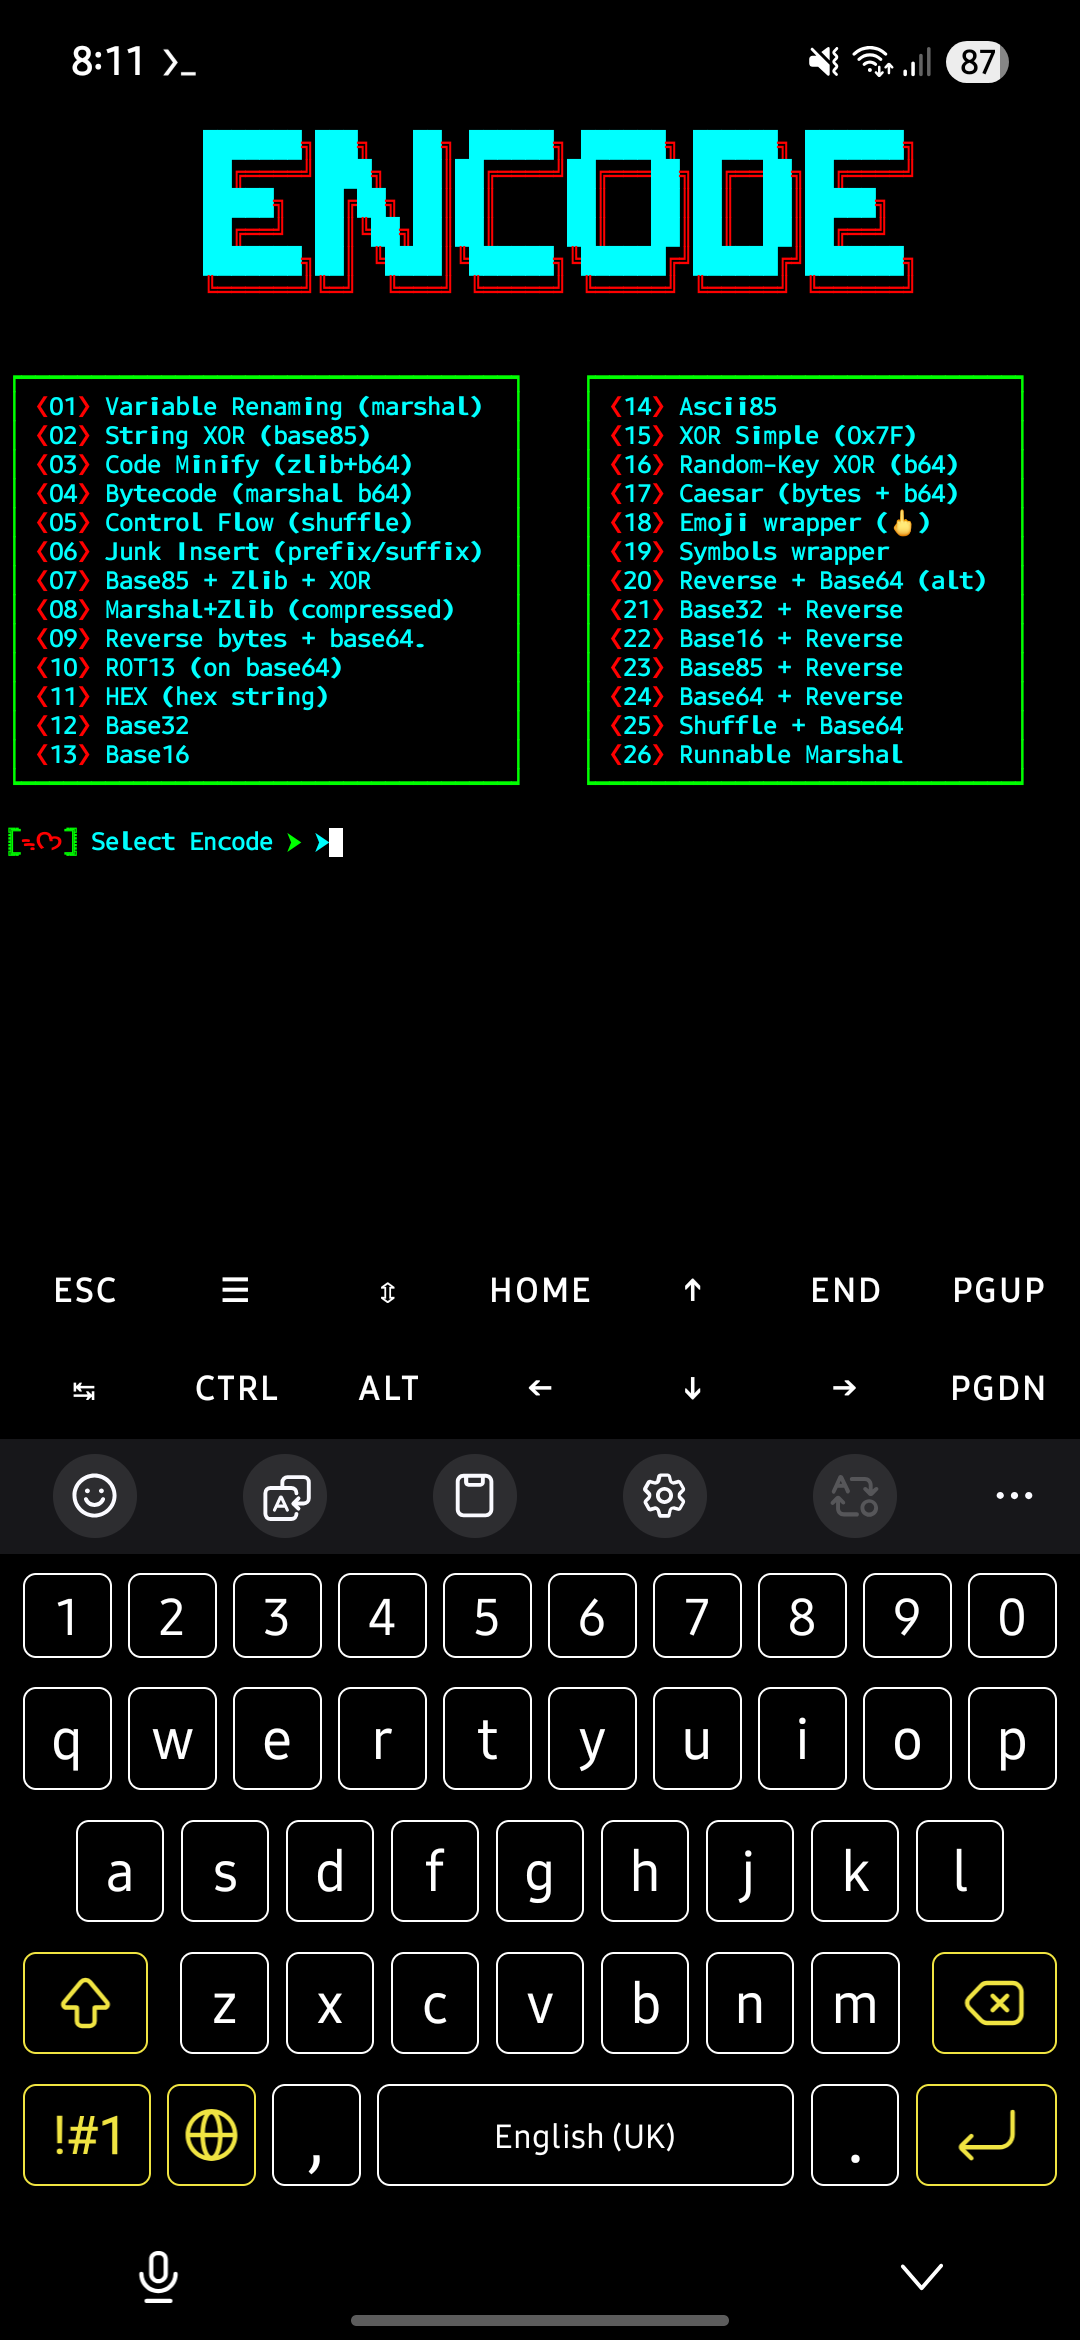 8:11
87
ENCODE
<01> Variable Renaming (marshal)
<02> String XOR (base85)
<03> Code Minify (zlib+b64)
<04> Bytecode (marshal b64)
<05> Control Flow (shuffle)
<06> Junk Insert (prefix/suffix)
<07> Base85 + Zlib + XOR
<08> Marshal+Zlib (compressed)
<09> Reverse bytes + base64.
<10> ROT13 (on base64)
<11> HEX (hex string)
<12> Base32
<13> Base16
<14> Ascii85
<15> XOR Simple (0x7F)
<16> Random-Key XOR (b64)
<17> Caesar (bytes + b64)
<18> Emoji wrapper (👆)
<19> Symbols wrapper
<20> Reverse + Base64 (alt)
<21> Base32 + Reverse
<22> Base16 + Reverse
<23> Base85 + Reverse
<24> Base64 + Reverse
<25> Shuffle + Base64
<26> Runnable Marshal
Select Encode ➤ ➤
ESC ☰ ⇳ HOME ↑ END PGUP
↹ CTRL ALT ← ↓ → PGDN
1 2 3 4 5 6 7 8 9 0
q w e r t y u i o p
a s d f g h j k l
z x c v b n m
!#1 , English (UK) .